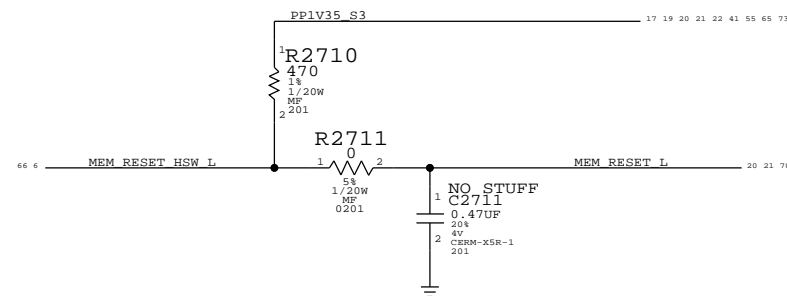 PP1V35_S3
17 19 20 21 22 41 55 65 73
1
R2710
470
1%
1/20W
MF
201
2
R2711
66 6
MEM_RESET_HSW_L
1
0
2
MEM_RESET_L
20 21 70
5%
1/20W
MF
0201
NO STUFF
1
C2711
0.47UF
20%
2
4V
CERM-X5R-1
201